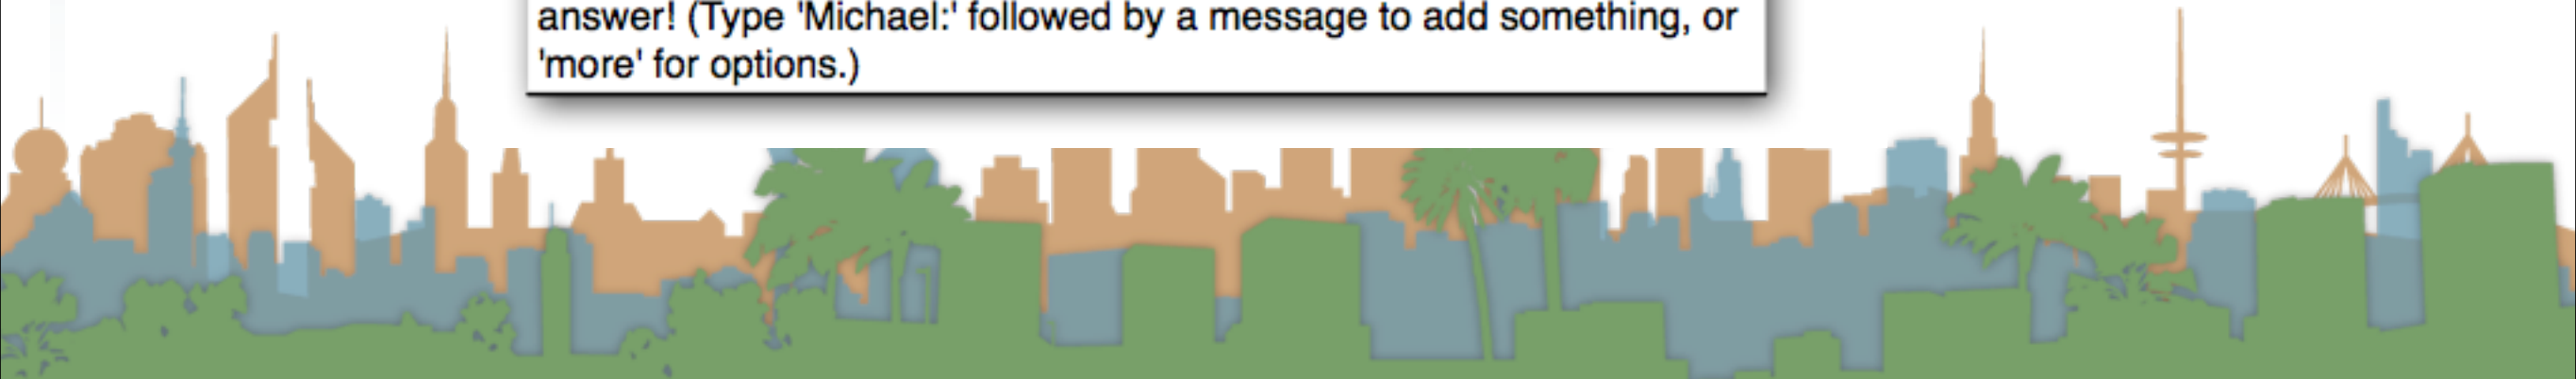 answer! (Type 'Michael:' followed by a message to add something, or
'more' for options.)